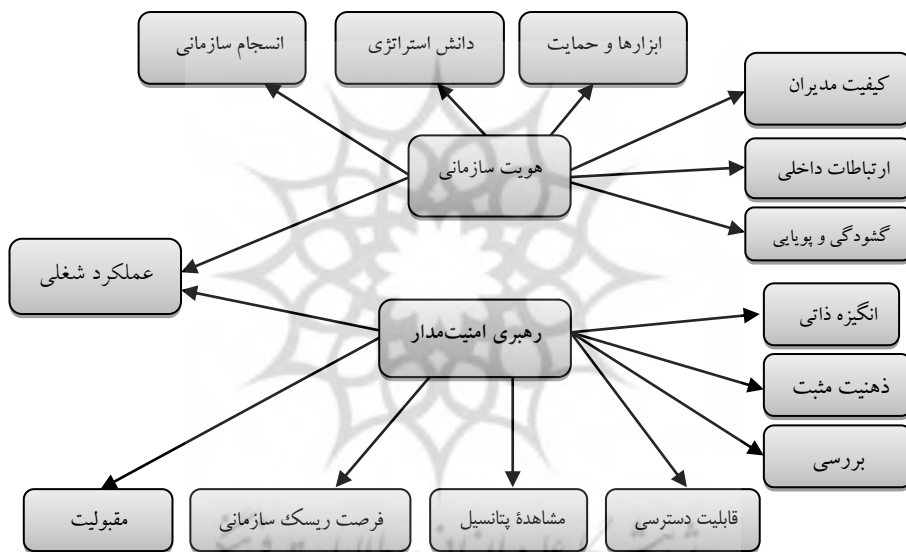 ابزارها و حمایت
دانش استراتژی
انسجام سازمانی
کیفیت مدیران
هویت سازمانی
ارتباطات داخلی
گشودگی و پویایی
عملکرد شغلی
انگیزه ذاتی
رهبری امنیت‌مدار
ذهنیت مثبت
بررسی
قابلیت دسترسی
مشاهدۀ پتانسیل
فرصت ریسک سازمانی
مقبولیت